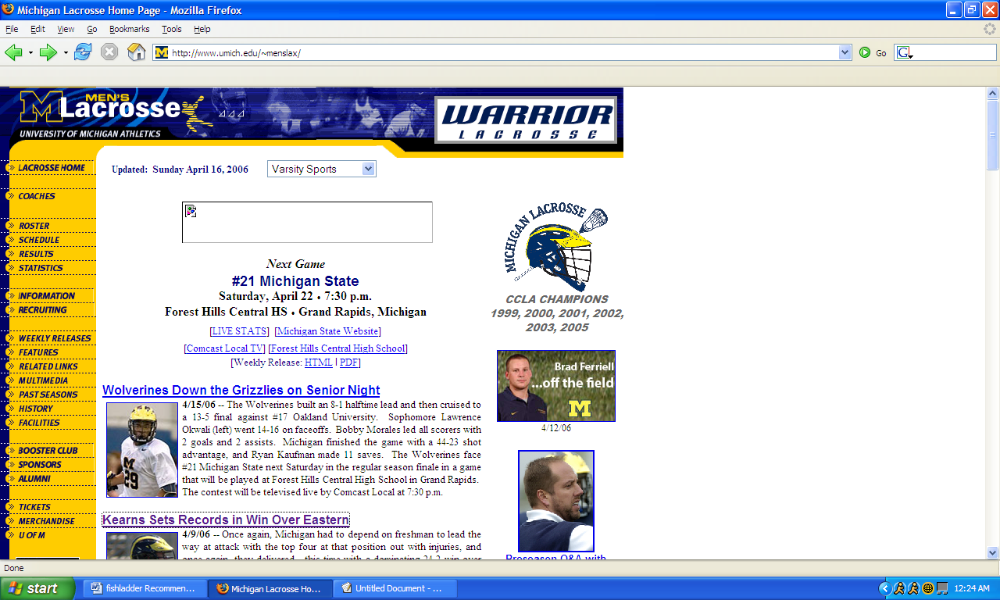 Michigan Lacrosse Home Page - Mozilla Firefox
File Edit View Go Bookmarks Tools Help
http://www.umich.edu/~menslax/ Go G
M MEN'S Lacrosse
UNIVERSITY OF MICHIGAN ATHLETICS
WARRIOR
LACROSSE
LACROSSE HOME
COACHES
ROSTER
SCHEDULE
RESULTS
STATISTICS
INFORMATION
RECRUITING
WEEKLY RELEASES
FEATURES
RELATED LINKS
MULTIMEDIA
PAST SEASONS
HISTORY
FACILITIES
BOOSTER CLUB
SPONSORS
ALUMNI
TICKETS
MERCHANDISE
U OF M
Updated: Sunday April 16, 2006 Varsity Sports
Next Game
#21 Michigan State
Saturday, April 22 • 7:30 p.m.
Forest Hills Central HS • Grand Rapids, Michigan
[LIVE STATS] [Michigan State Website]
[Comcast Local TV] [Forest Hills Central High School]
[Weekly Release: HTML | PDF]
Wolverines Down the Grizzlies on Senior Night
4/15/06 -- The Wolverines built an 8-1 halftime lead and then cruised to
a 13-5 final against #17 Oakland University. Sophomore Lawrence
Okwali (left) went 14-16 on faceoffs. Bobby Morales led all scorers with
2 goals and 2 assists. Michigan finished the game with a 44-23 shot
advantage, and Ryan Kaufman made 11 saves. The Wolverines face
#21 Michigan State next Saturday in the regular season finale in a game
that will be played at Forest Hills Central High School in Grand Rapids.
The contest will be televised live by Comcast Local at 7:30 p.m.
M
29
Kearns Sets Records in Win Over Eastern
4/9/06 -- Once again, Michigan had to depend on freshman to lead the
way at attack with the top four at that position out with injuries, and
once again, they delivered, this time with a dominating 24-2 win over
MICHIGAN LACROSSE
CCLA CHAMPIONS
1999, 2000, 2001, 2002,
2003, 2005
Brad Ferriell
...off the field
M
4/12/06
Preseason Q&A with
Done
start fishladder Recommen... Michigan Lacrosse Ho... Untitled Document - ... 12:24 AM